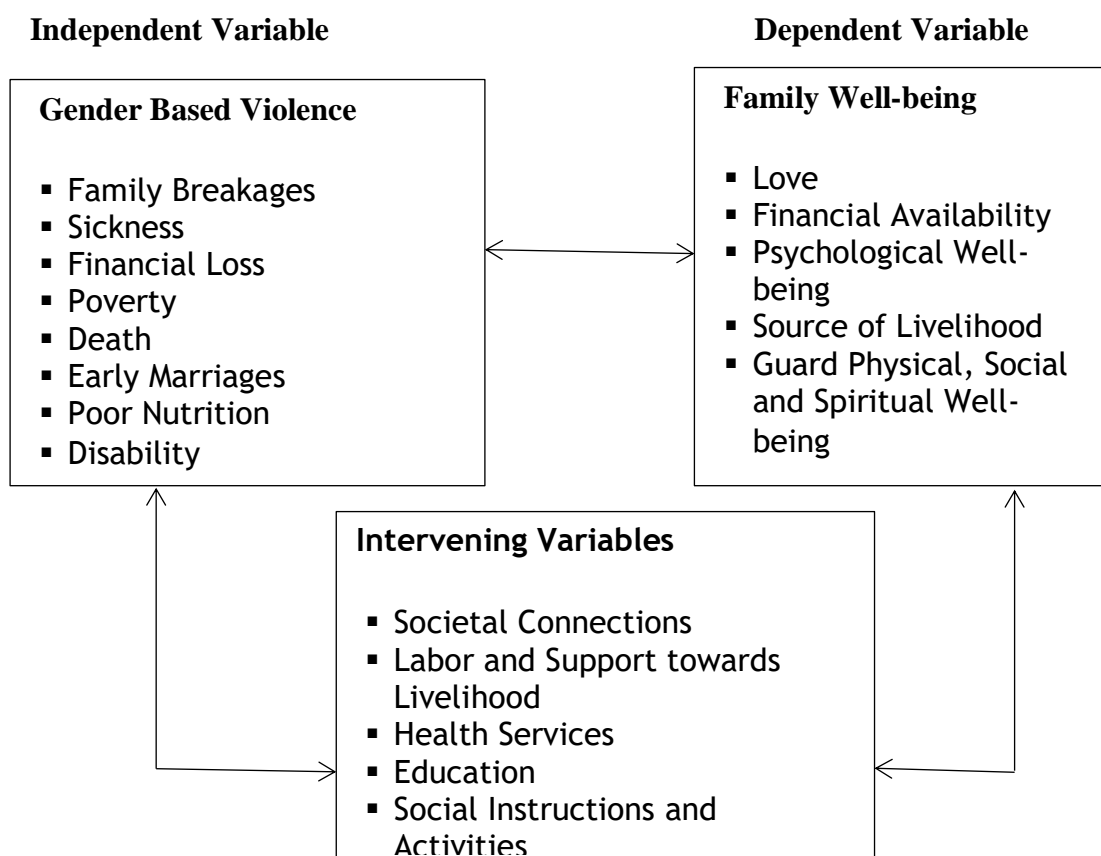 Independent Variable
Dependent Variable
Gender Based Violence
▪ Family Breakages
▪ Sickness
▪ Financial Loss
▪ Poverty
▪ Death
▪ Early Marriages
▪ Poor Nutrition
▪ Disability
Family Well-being
▪ Love
▪ Financial Availability
▪ Psychological Well-
being
▪ Source of Livelihood
▪ Guard Physical, Social
and Spiritual Well-
being
Intervening Variables
▪ Societal Connections
▪ Labor and Support towards
Livelihood
▪ Health Services
▪ Education
▪ Social Instructions and
Activities